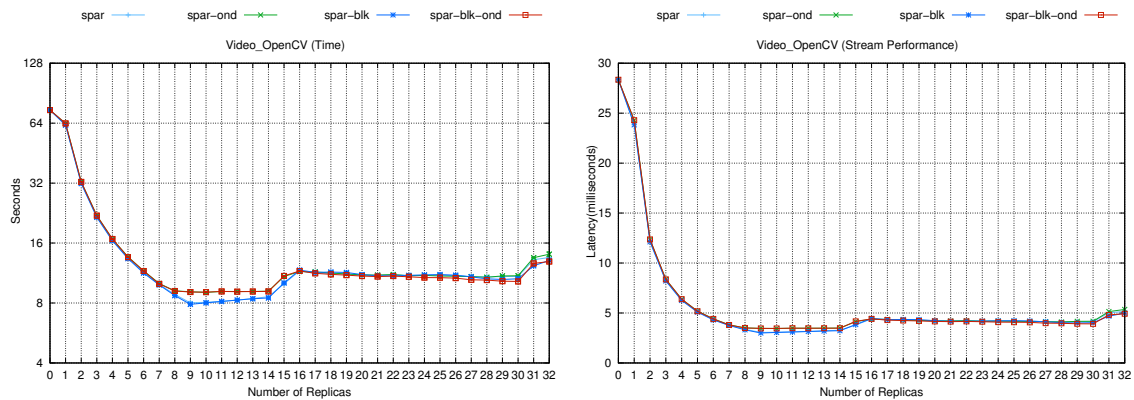 spar spar-ond spar-blk spar-blk-ond
Video_OpenCV (Time)
128
64
32
16
8
4
Seconds
0 1 2 3 4 5 6 7 8 9 10 11 12 13 14 15 16 17 18 19 20 21 22 23 24 25 26 27 28 29 30 31 32
Number of Replicas
spar spar-ond spar-blk spar-blk-ond
Video_OpenCV (Stream Performance)
30
25
20
15
10
5
0
Latency(milliseconds)
0 1 2 3 4 5 6 7 8 9 10 11 12 13 14 15 16 17 18 19 20 21 22 23 24 25 26 27 28 29 30 31 32
Number of Replicas